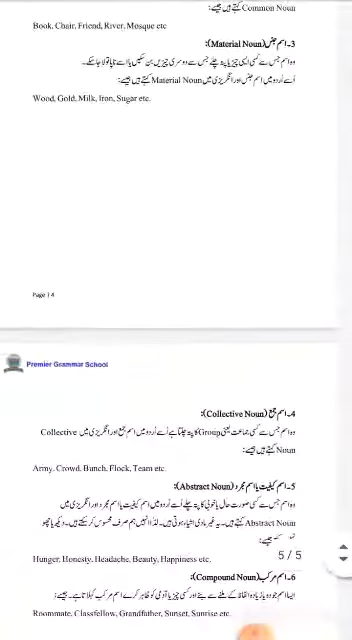 Common Noun کہتے ہیں جیسے:
Book, Chair, Friend, River, Mosque etc
3۔اسم جنس(Material Noun):
وہ اسم جس سے کسی ایسی چیز یا پتہ چلے جس سے دوسری چیزیں بن سکیں یا اسے ناپا تولا جا سکے۔
اُسے اُردو میں اسم جنس اور انگریزی میں Material Noun کہتے ہیں جیسے:
Wood, Gold, Milk, Iron, Sugar etc.
Page | 4
Premier Grammar School
4۔اسم جمع(Collective Noun):
وہ اسم جس سے کسی جماعت یعنی Group کا پتہ چلتا ہے اُسے اُردو میں اسم جمع اور انگریزی میں Collective
Noun کہتے ہیں جیسے:
Army, Crowd, Bunch, Flock, Team etc.
5۔اسم کیفیت یا اسم مجرد(Abstract Noun):
وہ اسم جس سے کسی صورت حال یا خوبی کا پتہ چلے اُسے اُردو میں اسم کیفیت یا اسم مجرد اور انگریزی میں
Abstract Noun کہتے ہیں۔یہ غیر مادی اشیاء ہوتی ہیں۔لہٰذا انہیں ہم صرف محسوس کر سکتے ہیں۔دیکھ یا چھو
جیسے:
Hunger, Honesty, Headache, Beauty, Happiness etc.
5 / 5
6۔اسم مرکب(Compound Noun):
ایسا اسم جو دو یا زیادہ الفاظ کے ملنے سے بنے اور کسی چیز یا آدمی کو ظاہر کرے اسم مرکب کہلاتا ہے۔جیسے:
Roommate, Classfellow, Grandfather, Sunset, Sunrise etc.